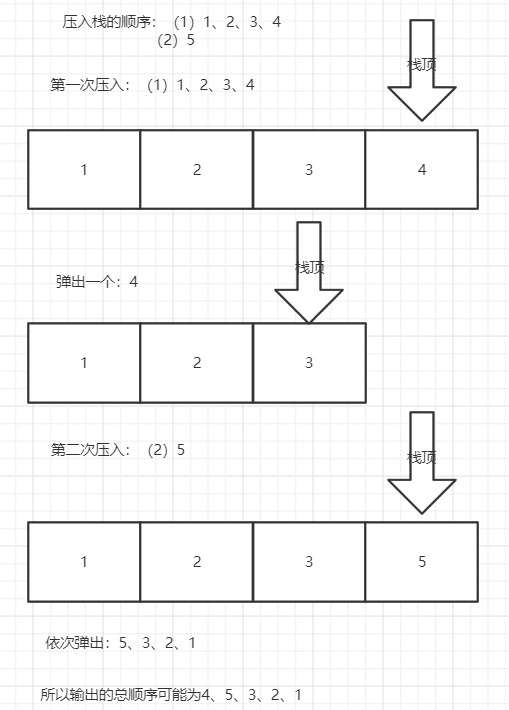 压入栈的顺序：（1）1、2、3、4
（2）5
栈顶
第一次压入：（1）1、2、3、4
1 2 3 4
栈顶
弹出一个：4
1 2 3
第二次压入：（2）5
栈顶
1 2 3 5
依次弹出：5、3、2、1
所以输出的总顺序可能为4、5、3、2、1